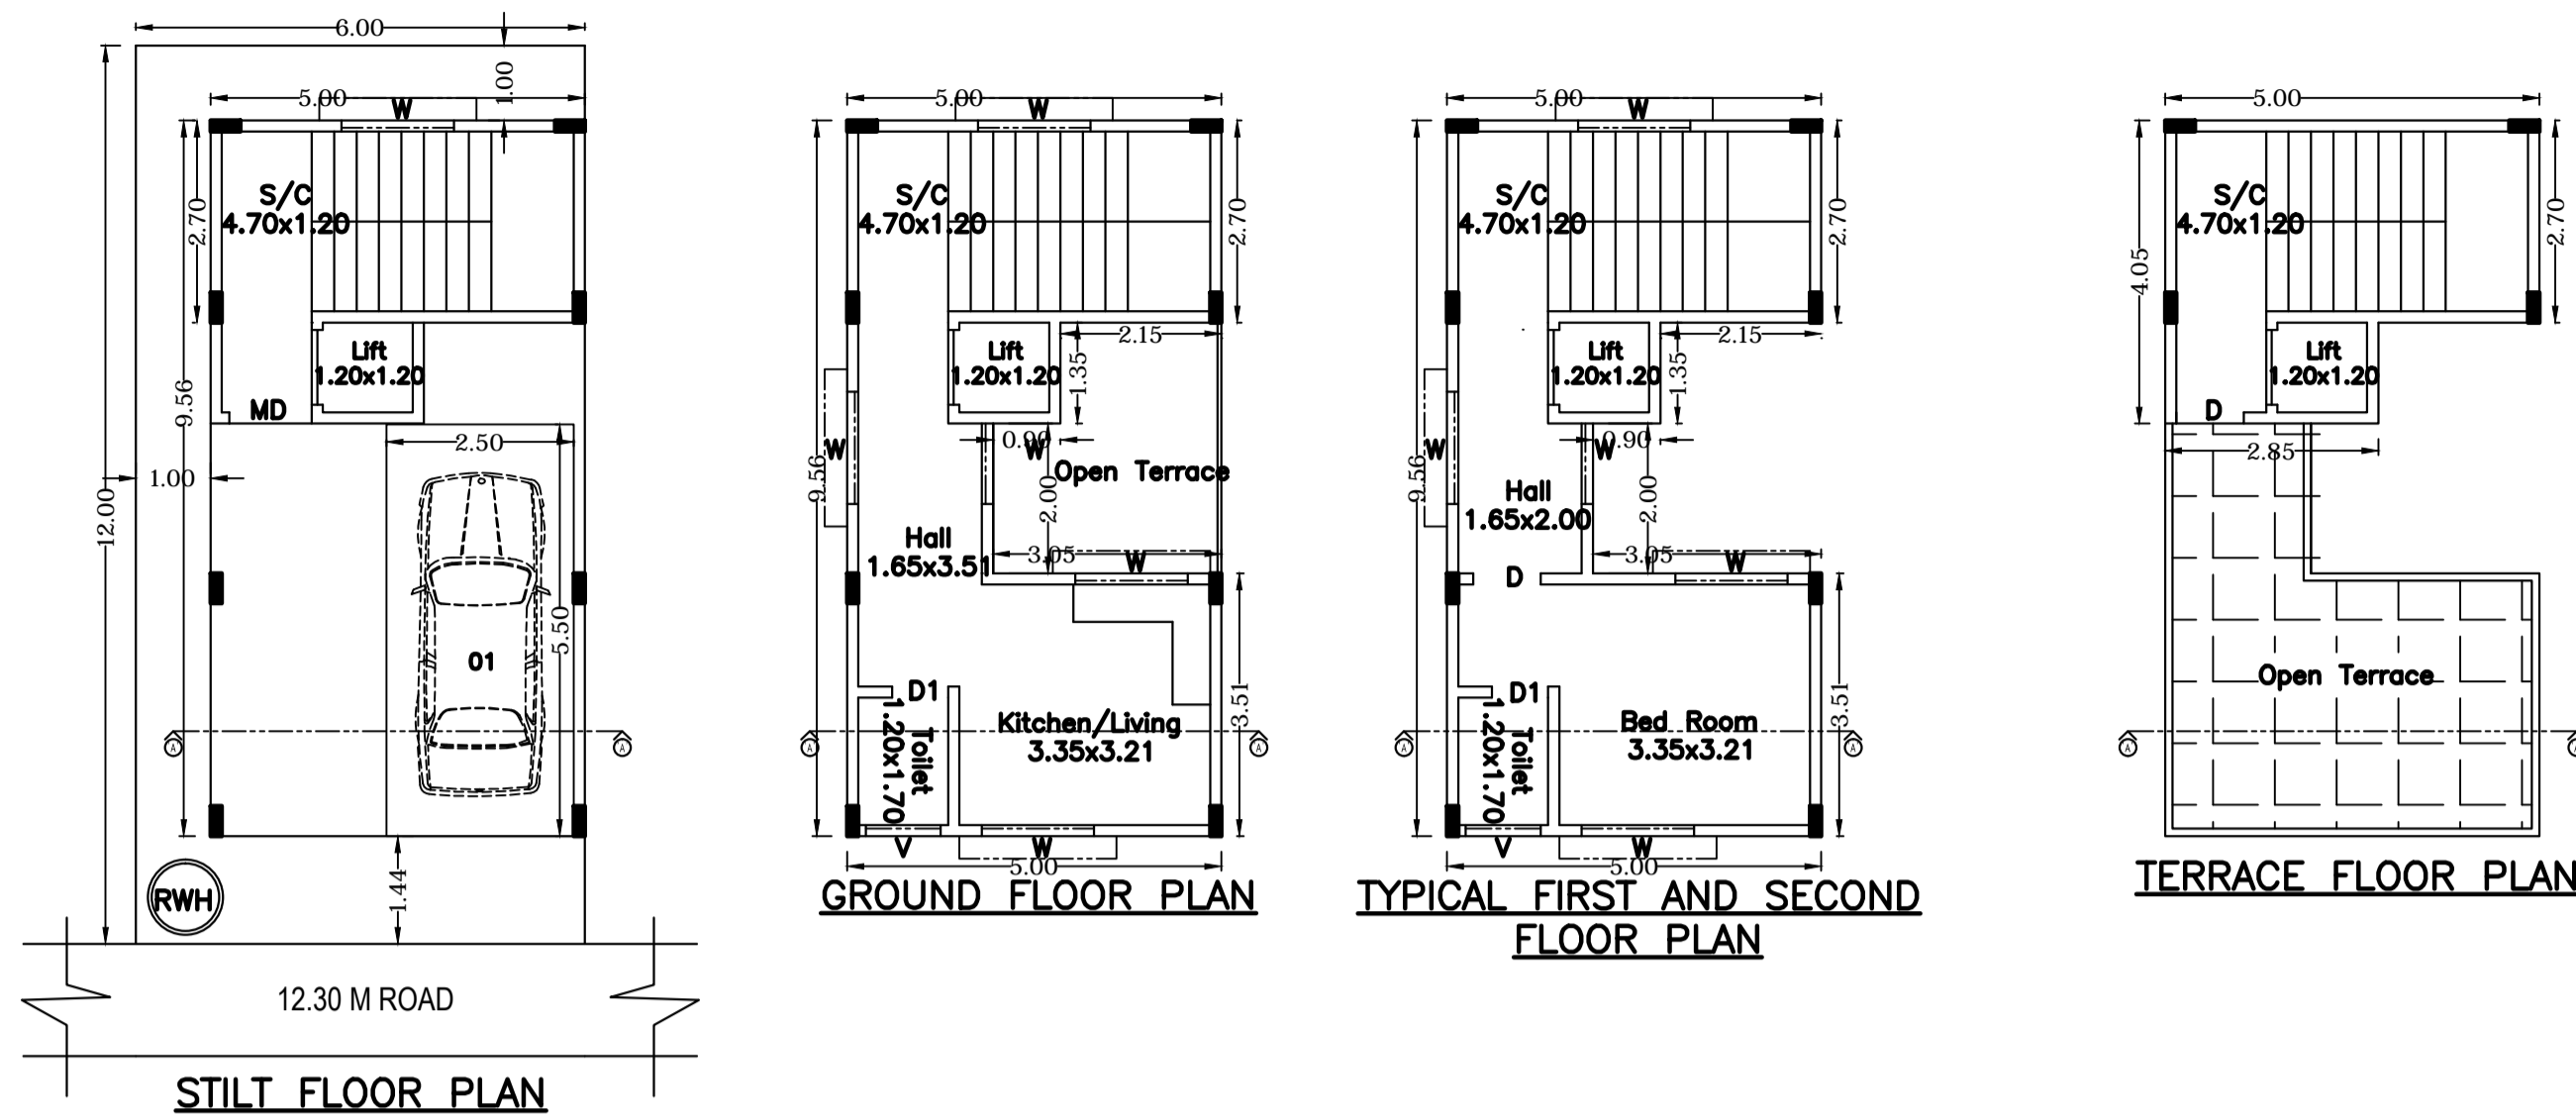 6.00
1.00
5.00
W
S/C
4.70x1.20
2.70
Lift
1.20x1.20
9.56
MD
2.50
1.00
12.00
5.50
01
A
A
1.44
RWH
12.30 M ROAD
STILT FLOOR PLAN
5.00
W
S/C
4.70x1.20
2.70
2.15
Lift
1.20x1.20
1.35
0.90
W
W
Open Terrace
9.56
2.00
Hall
1.65x3.51
3.05
W
D1
3.51
Toilet
1.20x1.70
Kitchen/Living
3.35x3.21
A
A
V
W
5.00
GROUND FLOOR PLAN
5.00
W
S/C
4.70x1.20
2.70
2.15
Lift
1.20x1.20
1.35
0.90
W
W
9.56
Hall
1.65x2.00
2.00
3.05
W
D
D1
3.51
Toilet
1.20x1.70
Bed Room
3.35x3.21
A
A
V
W
5.00
TYPICAL FIRST AND SECOND
FLOOR PLAN
5.00
S/C
4.70x1.20
2.70
4.05
Lift
1.20x1.20
D
2.85
Open Terrace
A
TERRACE FLOOR PLAN